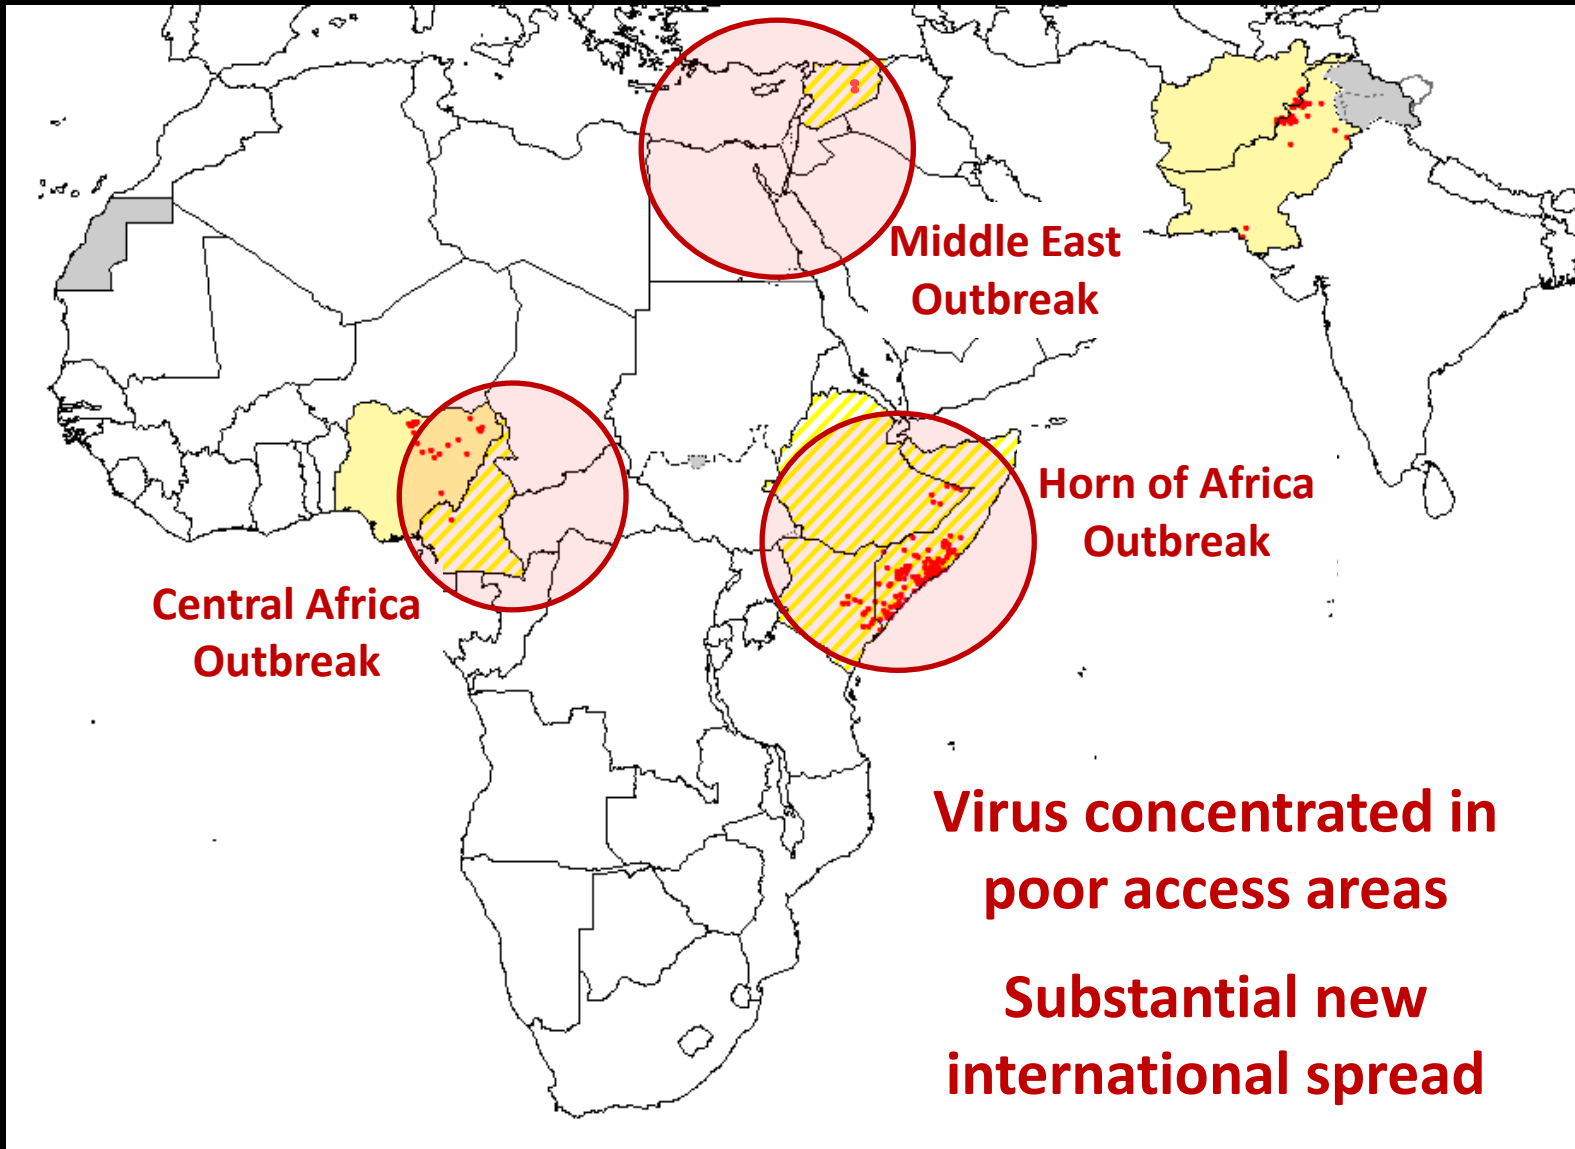 Middle East
Outbreak
Horn of Africa
Outbreak
Central Africa
Outbreak
Virus concentrated in
poor access areas
Substantial new
international spread